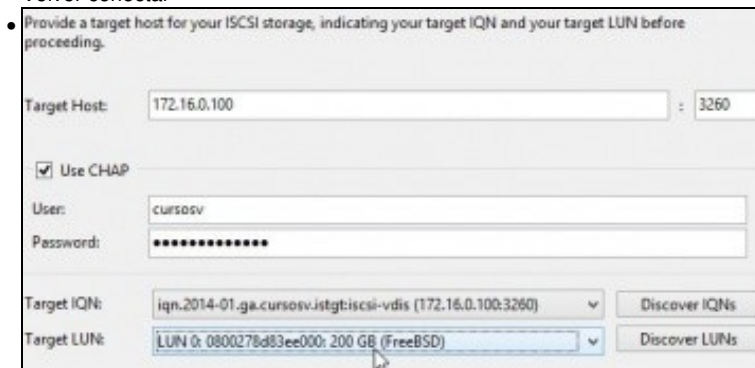 Provide a target host for your ISCSI storage, indicating your target IQN and your target LUN before
proceeding.
Target Host: 172.16.0.100 : 3260
Use CHAP
User: cursosv
Password: •••••••••••••
Target IQN: iqn.2014-01.ga.cursosv.istgt:iscsi-vdis (172.16.0.100:3260) Discover IQNs
Target LUN: LUN 0: 0800278d83ee000: 200 GB (FreeBSD) Discover LUNs